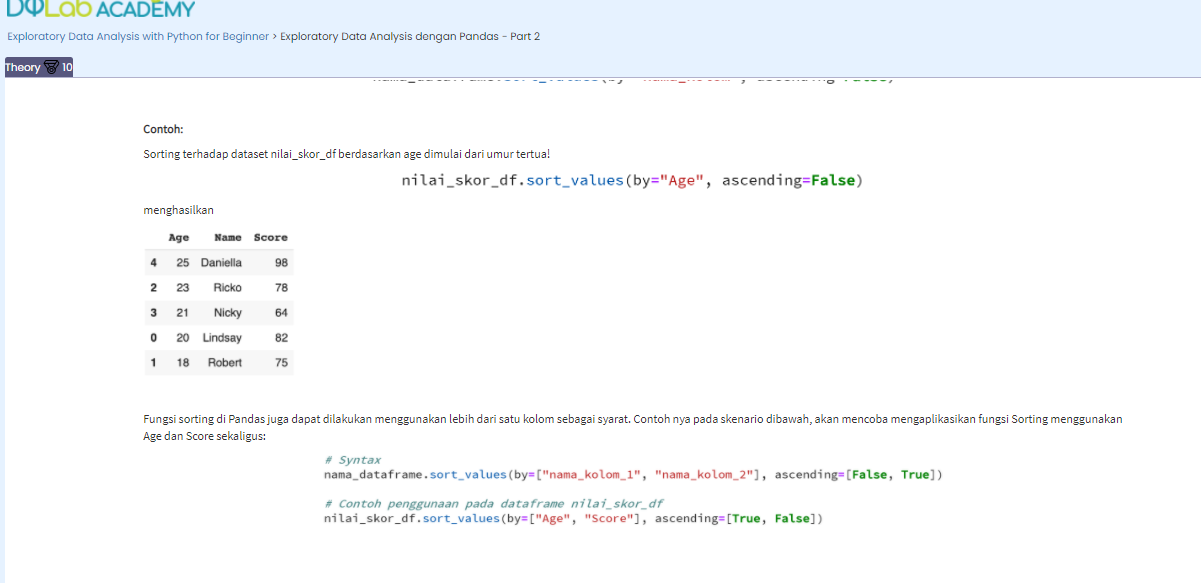 DQLab ACADEMY
Exploratory Data Analysis with Python for Beginner > Exploratory Data Analysis dengan Pandas - Part 2
Theory 10
Contoh:
Sorting terhadap dataset nilai_skor_df berdasarkan age dimulai dari umur tertua!
nilai_skor_df.sort_values(by="Age", ascending=False)
menghasilkan
Age Name Score
4 25 Daniella 98
2 23 Ricko 78
3 21 Nicky 64
0 20 Lindsay 82
1 18 Robert 75
Fungsi sorting di Pandas juga dapat dilakukan menggunakan lebih dari satu kolom sebagai syarat. Contoh nya pada skenario dibawah, akan mencoba mengaplikasikan fungsi Sorting menggunakan
Age dan Score sekaligus:
# Syntax
nama_dataframe.sort_values(by=["nama_kolom_1", "nama_kolom_2"], ascending=[False, True])
# Contoh penggunaan pada dataframe nilai_skor_df
nilai_skor_df.sort_values(by=["Age", "Score"], ascending=[True, False])